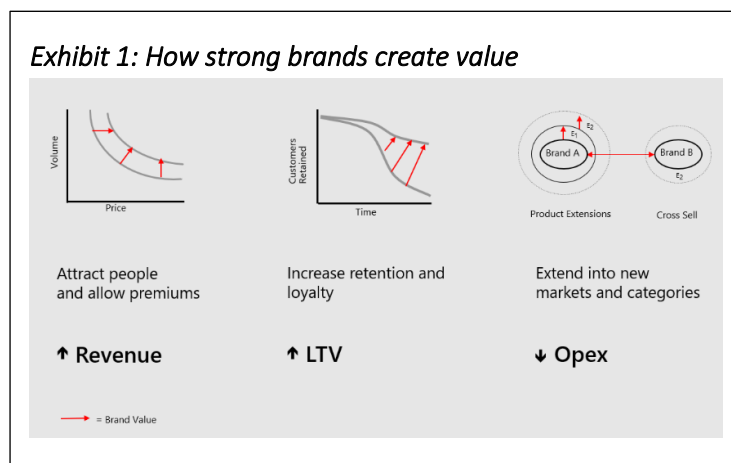 Exhibit 1: How strong brands create value
Volume
Price
Customers
Retained
Time
E2
E1
Brand A
Brand B
E2
Product Extensions
Cross Sell
Attract people
and allow premiums
Increase retention and
loyalty
Extend into new
markets and categories
↑ Revenue
↑ LTV
↓ Opex
= Brand Value